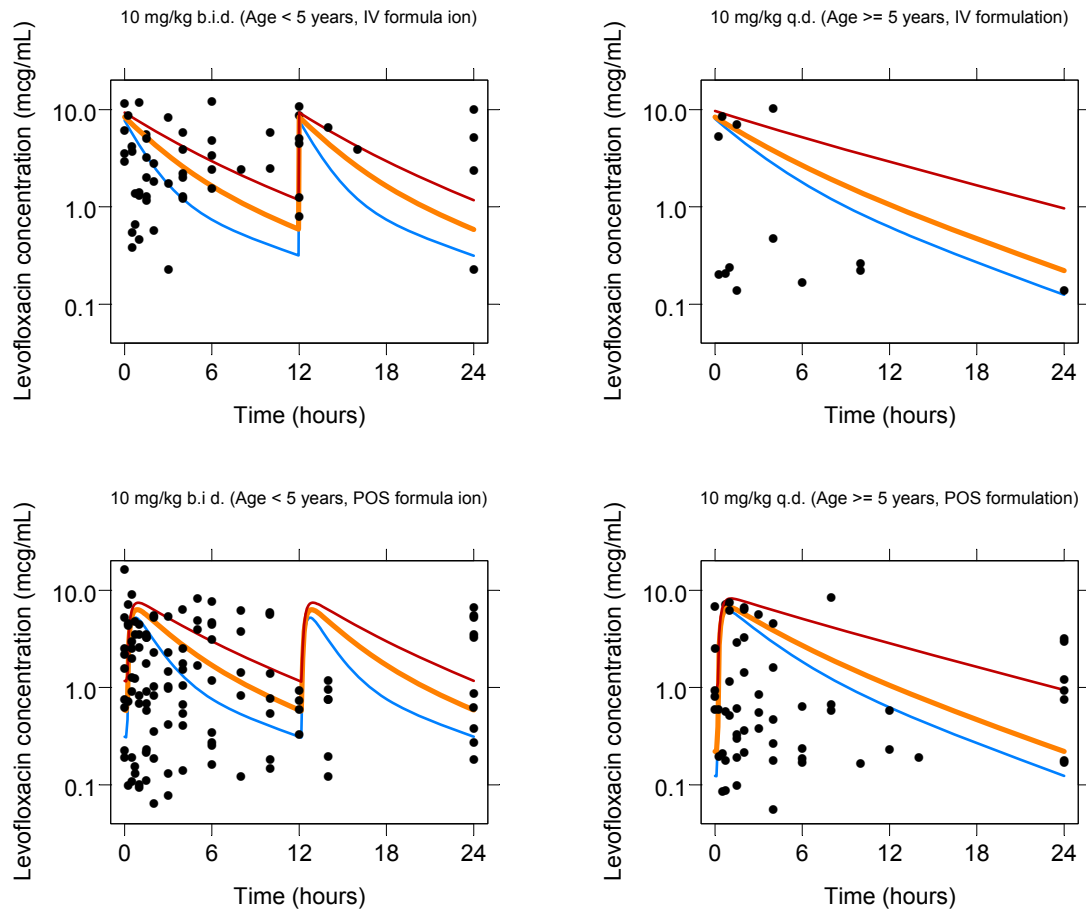 10 mg/kg b.i.d. (Age < 5 years, IV formula ion)
Levofloxacin concentration (mcg/mL)
10.0
1.0
0.1
0 6 12 18 24
Time (hours)
10 mg/kg q.d. (Age >= 5 years, IV formulation)
Levofloxacin concentration (mcg/mL)
10.0
1.0
0.1
0 6 12 18 24
Time (hours)
10 mg/kg b.i d. (Age < 5 years, POS formula ion)
Levofloxacin concentration (mcg/mL)
10.0
1.0
0.1
0 6 12 18 24
Time (hours)
10 mg/kg q.d. (Age >= 5 years, POS formulation)
Levofloxacin concentration (mcg/mL)
10.0
1.0
0.1
0 6 12 18 24
Time (hours)